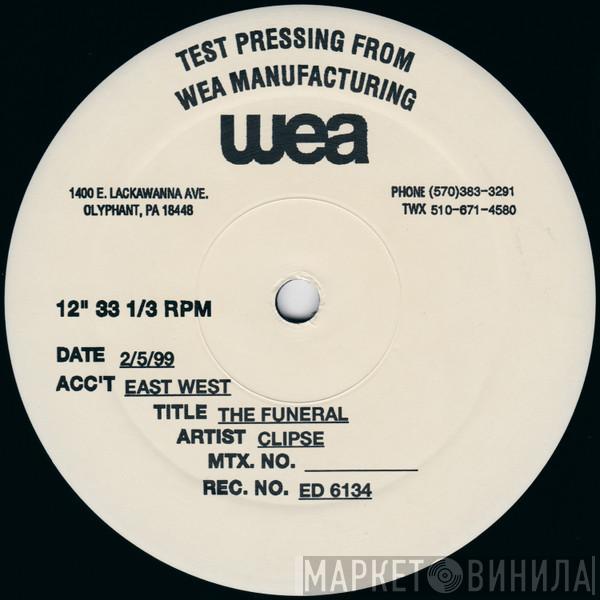 TEST PRESSING FROM
WEA MANUFACTURING
wea
1400 E. LACKAWANNA AVE.
OLYPHANT, PA 18448
PHONE (570)383-3291
TWX 510-671-4580
12" 33 1/3 RPM
DATE 2/5/99
ACC'T EAST WEST
TITLE THE FUNERAL
ARTIST CLIPSE
MTX. NO.
REC. NO. ED 6134
МАРКЕТ ВИНИЛА